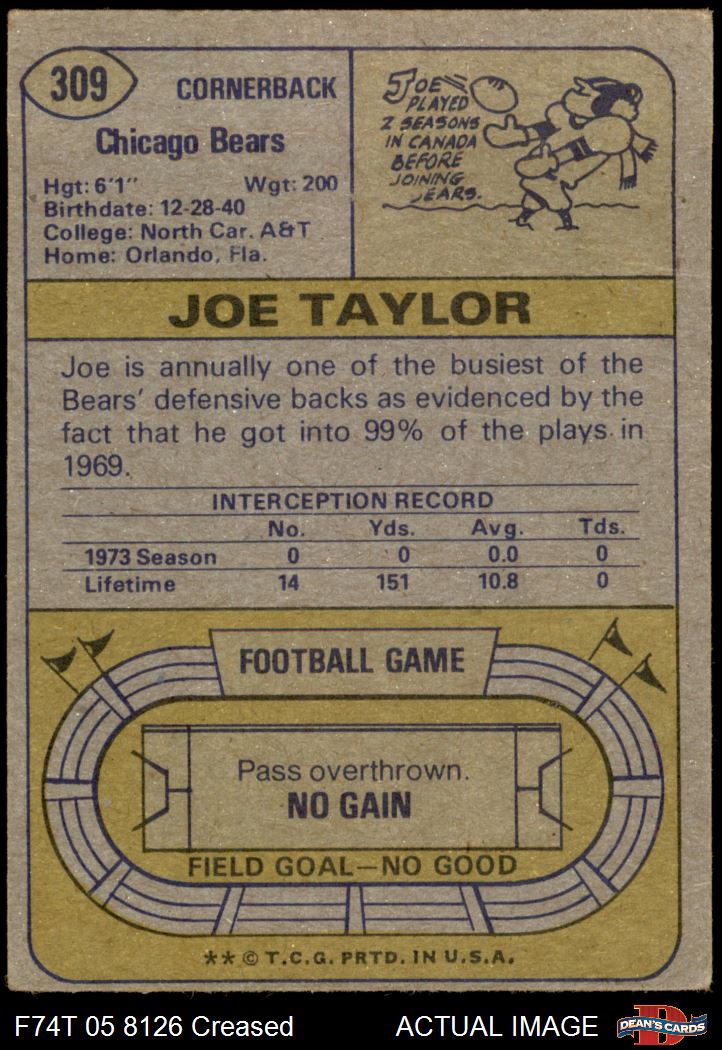 309
CORNERBACK
Chicago Bears
Hgt: 6'1" Wgt: 200
Birthdate: 12-28-40
College: North Car. A&T
Home: Orlando, Fla.
JOE
PLAYED
2 SEASONS
IN CANADA
BEFORE
JOINING
EARS.
JOE TAYLOR
Joe is annually one of the busiest of the
Bears' defensive backs as evidenced by the
fact that he got into 99% of the plays in
1969.
INTERCEPTION RECORD
No. Yds. Avg. Tds.
1973 Season 0 0 0.0 0
Lifetime 14 151 10.8 0
FOOTBALL GAME
Pass overthrown.
NO GAIN
FIELD GOAL—NO GOOD
** © T.C.G. PRTD. IN U.S.A.
F74T 05 8126 Creased ACTUAL IMAGE
DEAN'S CARDS